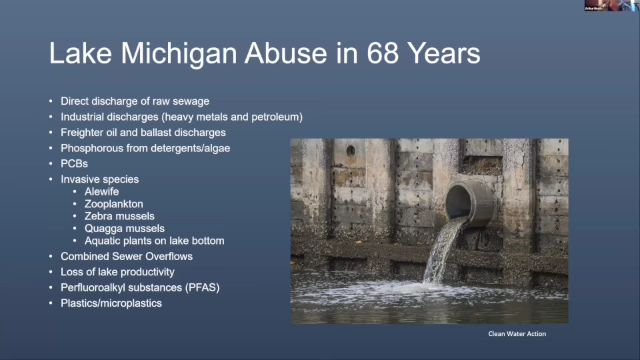 Lake Michigan Abuse in 68 Years
• Direct discharge of raw sewage
• Industrial discharges (heavy metals and petroleum)
• Freighter oil and ballast discharges
• Phosphorous from detergents/algae
• PCBs
• Invasive species
• Alewife
• Zooplankton
• Zebra mussels
• Quagga mussels
• Aquatic plants on lake bottom
• Combined Sewer Overflows
• Loss of lake productivity
• Perfluoroalkyl substances (PFAS)
• Plastics/microplastics
Clean Water Action